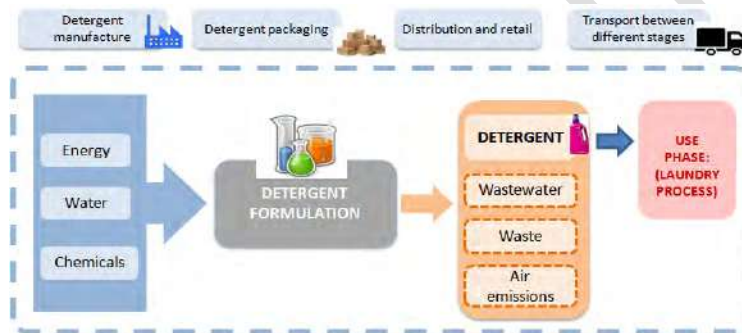 Detergent
manufacture
Detergent packaging
Distribution and retail
Transport between
different stages
Energy
Water
Chemicals
DETERGENT
FORMULATION
DETERGENT
Wastewater
Waste
Air
emissions
USE
PHASE:
(LAUNDRY
PROCESS)